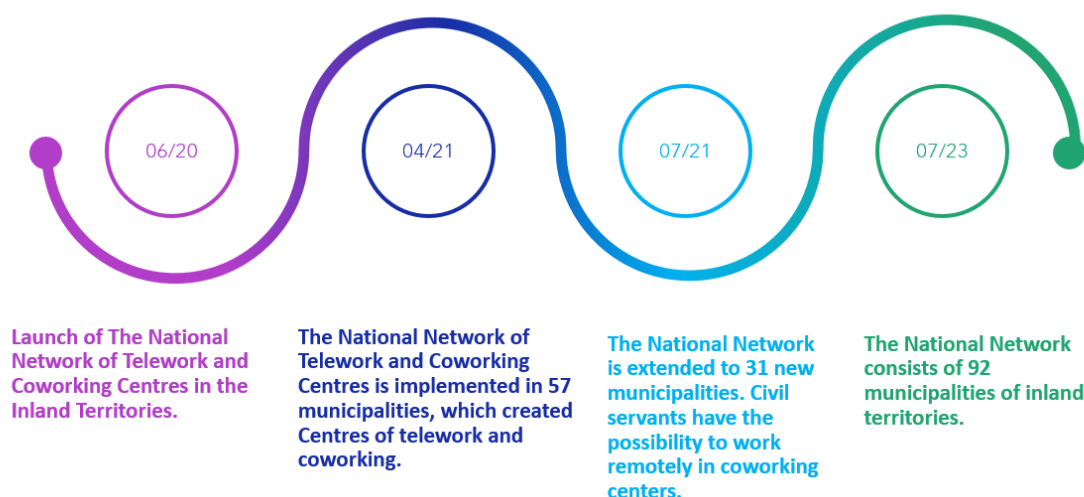 06/20
04/21
07/21
07/23
Launch of The National
Network of Telework and
Coworking Centres in the
Inland Territories.
The National Network of
Telework and Coworking
Centres is implemented in 57
municipalities, which created
Centres of telework and
coworking.
The National Network
is extended to 31 new
municipalities. Civil
servants have the
possibility to work
remotely in coworking
centers.
The National Network
consists of 92
municipalities of inland
territories.